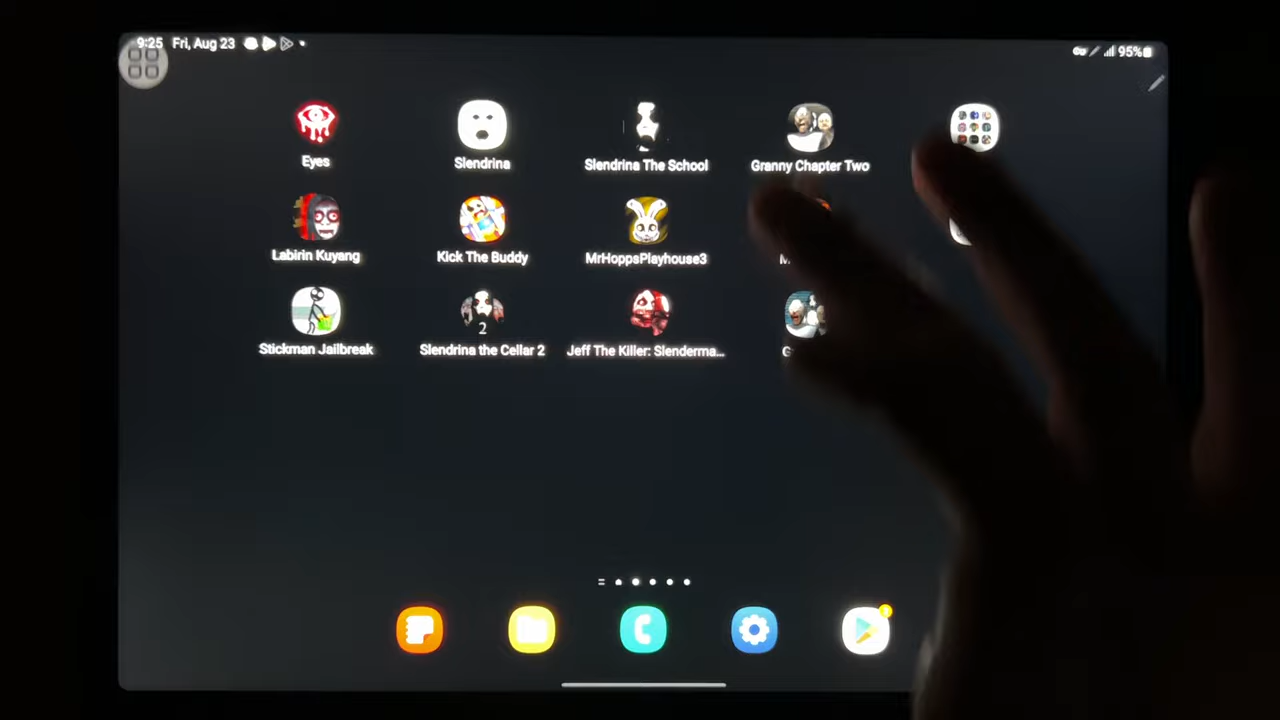 9:25 Fri, Aug 23
95%
Eyes
Slendrina
Slendrina The School
Granny Chapter Two
Labirin Kuyang
Kick The Buddy
MrHoppsPlayhouse3
Stickman Jailbreak
2
Slendrina the Cellar 2
Jeff The Killer: Slenderma...